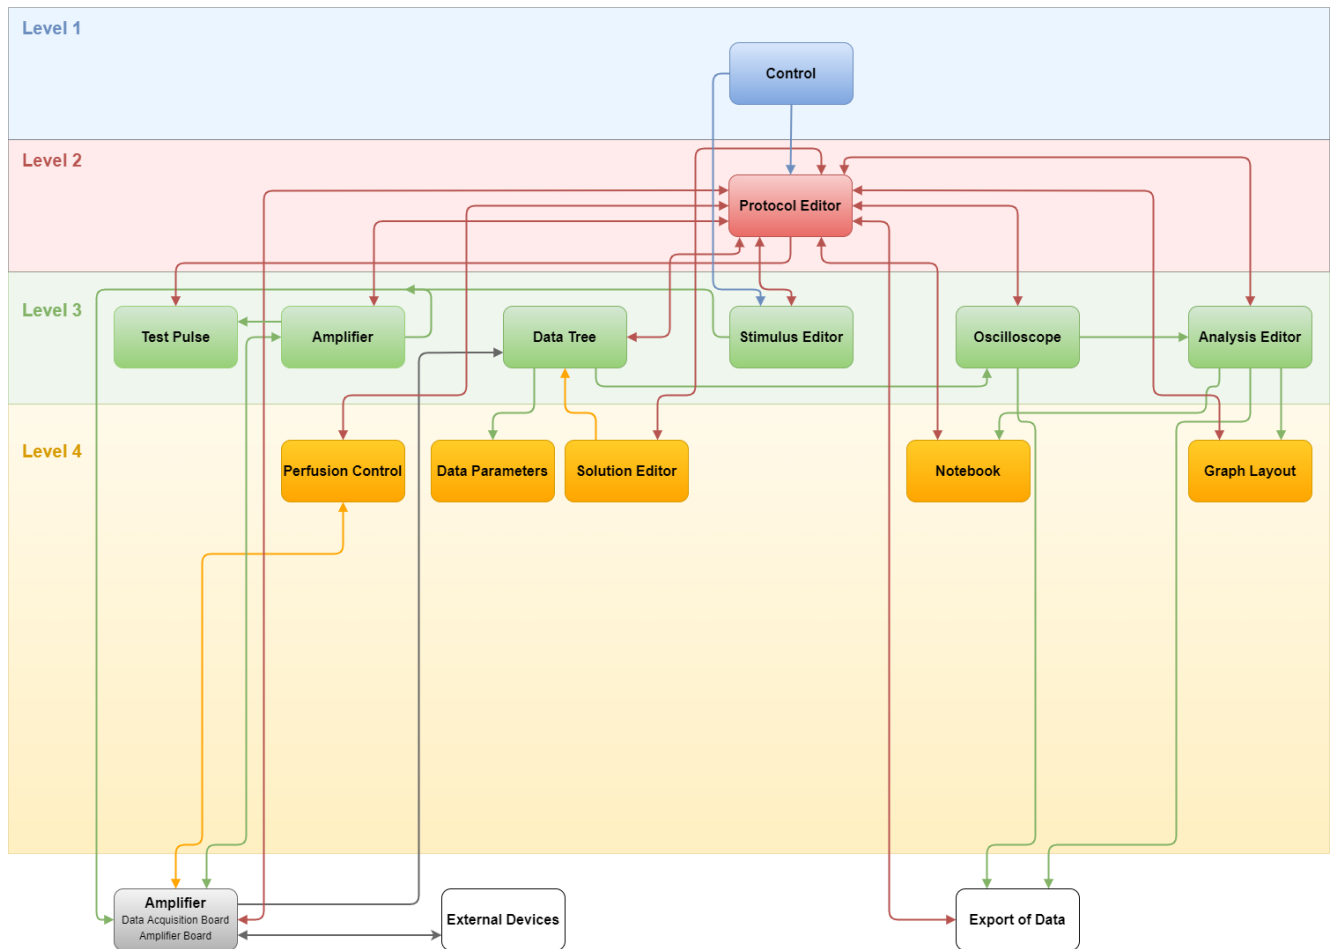 Level 1
Control
Level 2
Protocol Editor
Level 3
Test Pulse
Amplifier
Data Tree
Stimulus Editor
Oscilloscope
Analysis Editor
Level 4
Perfusion Control
Data Parameters
Solution Editor
Notebook
Graph Layout
Amplifier
Data Acquisition Board
Amplifier Board
External Devices
Export of Data